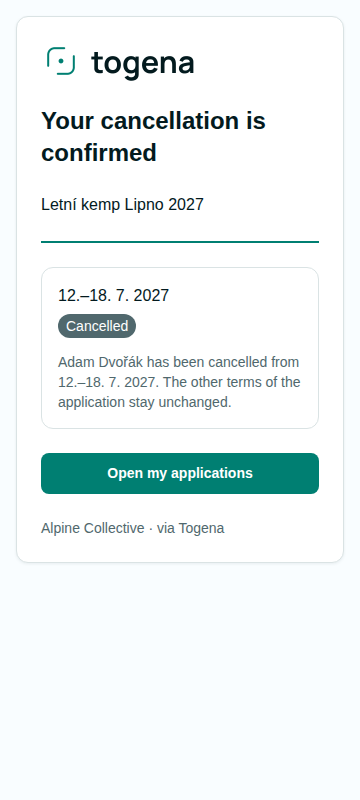 togena
Your cancellation is
confirmed
Letní kemp Lipno 2027
12.–18. 7. 2027
Cancelled
Adam Dvořák has been cancelled from
12.–18. 7. 2027. The other terms of the
application stay unchanged.
Open my applications
Alpine Collective · via Togena